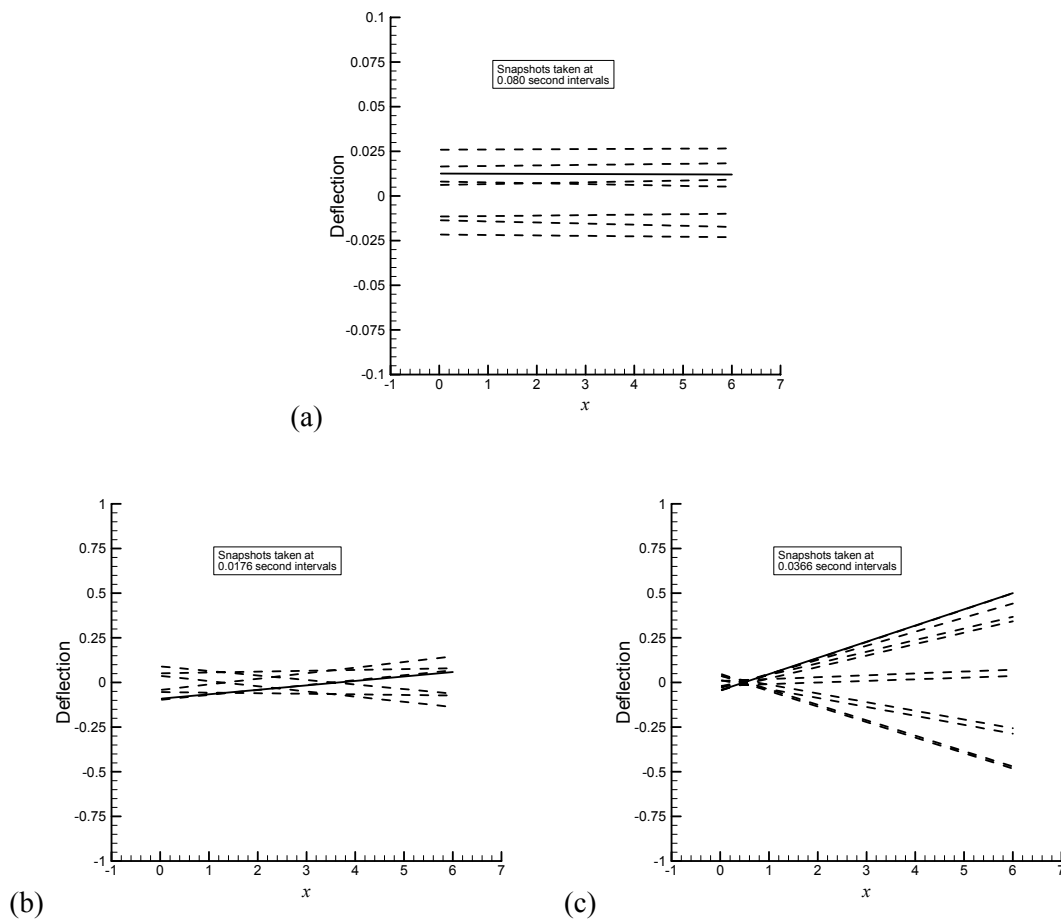 0.1
0.075
Snapshots taken at
0.080 second intervals
0.05
0.025
0
-0.025
-0.05
-0.075
-0.1
Deflection
-1 0 1 2 3 4 5 6 7
x
(a)
1
0.75
Snapshots taken at
0.0176 second intervals
0.5
0.25
0
-0.25
-0.5
-0.75
-1
Deflection
-1 0 1 2 3 4 5 6 7
x
(b)
1
0.75
Snapshots taken at
0.0366 second intervals
0.5
0.25
0
-0.25
-0.5
-0.75
-1
Deflection
-1 0 1 2 3 4 5 6 7
x
(c)